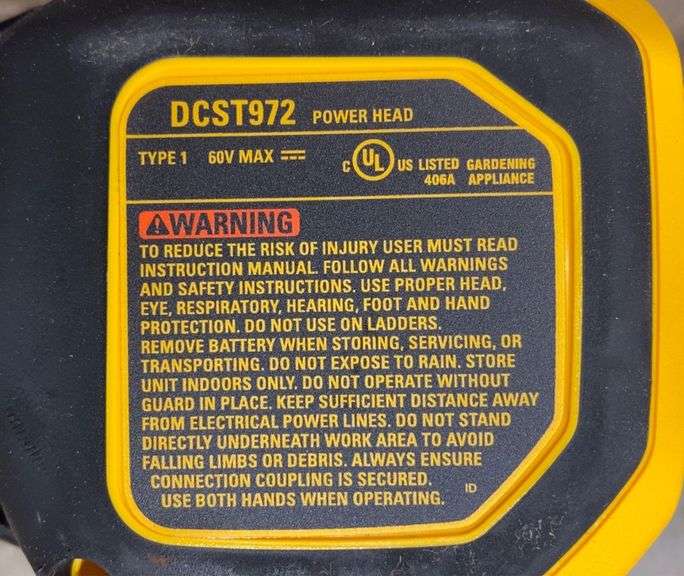 DCST972 POWER HEAD
TYPE 1 60V MAX C UL US LISTED GARDENING
406A APPLIANCE
WARNING
TO REDUCE THE RISK OF INJURY USER MUST READ
INSTRUCTION MANUAL. FOLLOW ALL WARNINGS
AND SAFETY INSTRUCTIONS. USE PROPER HEAD,
EYE, RESPIRATORY, HEARING, FOOT AND HAND
PROTECTION. DO NOT USE ON LADDERS.
REMOVE BATTERY WHEN STORING, SERVICING, OR
TRANSPORTING. DO NOT EXPOSE TO RAIN. STORE
UNIT INDOORS ONLY. DO NOT OPERATE WITHOUT
GUARD IN PLACE. KEEP SUFFICIENT DISTANCE AWAY
FROM ELECTRICAL POWER LINES. DO NOT STAND
DIRECTLY UNDERNEATH WORK AREA TO AVOID
FALLING LIMBS OR DEBRIS. ALWAYS ENSURE
CONNECTION COUPLING IS SECURED.
USE BOTH HANDS WHEN OPERATING. ID